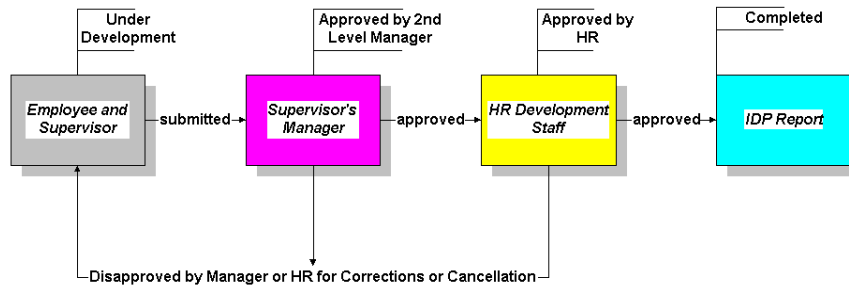 Under
Development
Approved by 2nd
Level Manager
Approved by
HR
Completed
Employee and
Supervisor
submitted
Supervisor's
Manager
approved
HR Development
Staff
approved
IDP Report
Disapproved by Manager or HR for Corrections or Cancellation